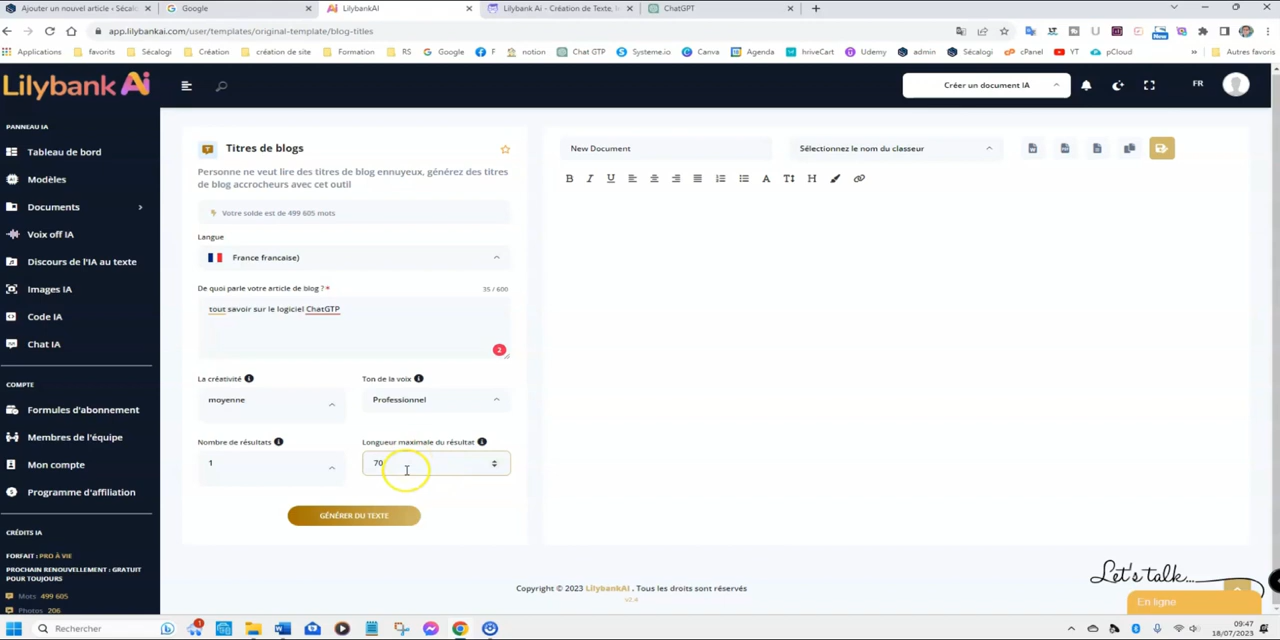 Ajouter un nouvel article ‹ Sécalo
Google
LilybankAI
Lilybank Ai - Création de Texte, I
ChatGPT
app.lilybankai.com/user/templates/original-template/blog-titles
Applications
favoris
Sécalogi
Création
création de site
Formation
RS
Google
F
notion
Chat GTP
Systeme.io
Canva
Agenda
hriveCart
Udemy
admin
Sécalogi
cPanel
YT
pCloud
»
Autres favoris
Lilybank Ai
Créer un document IA
FR
PANNEAU IA
Tableau de bord
Modèles
Documents
Voix off IA
Discours de l'IA au texte
Images IA
Code IA
Chat IA
COMPTE
Formules d'abonnement
Membres de l'équipe
Mon compte
Programme d'affiliation
CRÉDITS IA
FORFAIT : PRO À VIE
PROCHAIN RENOUVELLEMENT : GRATUIT
POUR TOUJOURS
Mots 499 605
Photos 206
Titres de blogs
Personne ne veut lire des titres de blog ennuyeux, générez des titres
de blog accrocheurs avec cet outil
Votre solde est de 499 605 mots
Langue
France francaise)
De quoi parle votre article de blog ? *
35 / 600
tout savoir sur le logiciel ChatGTP
2
La créativité
Ton de la voix
moyenne
Professionnel
Nombre de résultats
Longueur maximale du résultat
1
70
GÉNÉRER DU TEXTE
New Document
Sélectionnez le nom du classeur
B I U A T H
Copyright © 2023 LilybankAI . Tous les droits sont réservés
v2.4
Let's talk...
En ligne
Rechercher
1
09:47
18/07/2023